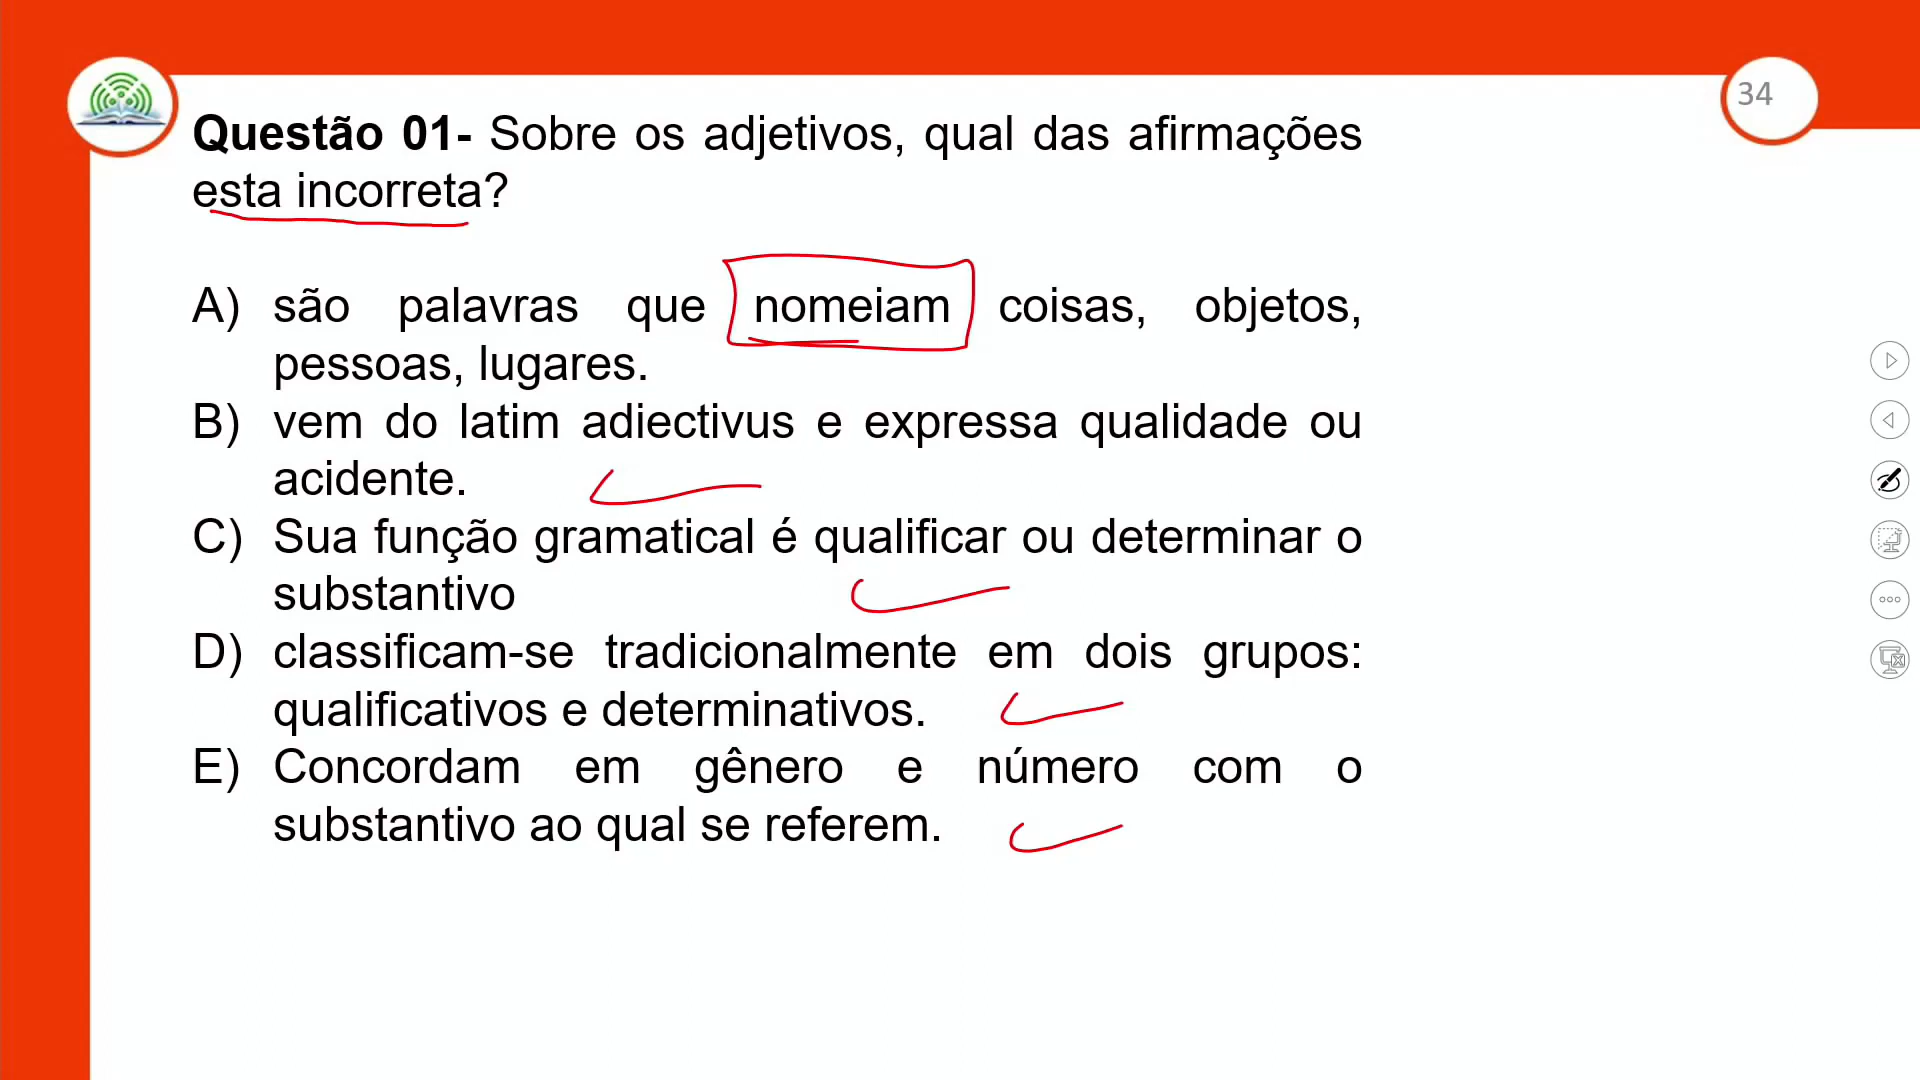 34
Questão 01- Sobre os adjetivos, qual das afirmações
esta incorreta?
A) são palavras que nomeiam coisas, objetos,
pessoas, lugares.
B) vem do latim adiectivus e expressa qualidade ou
acidente.
C) Sua função gramatical é qualificar ou determinar o
substantivo
D) classificam-se tradicionalmente em dois grupos:
qualificativos e determinativos.
E) Concordam em gênero e número com o
substantivo ao qual se referem.